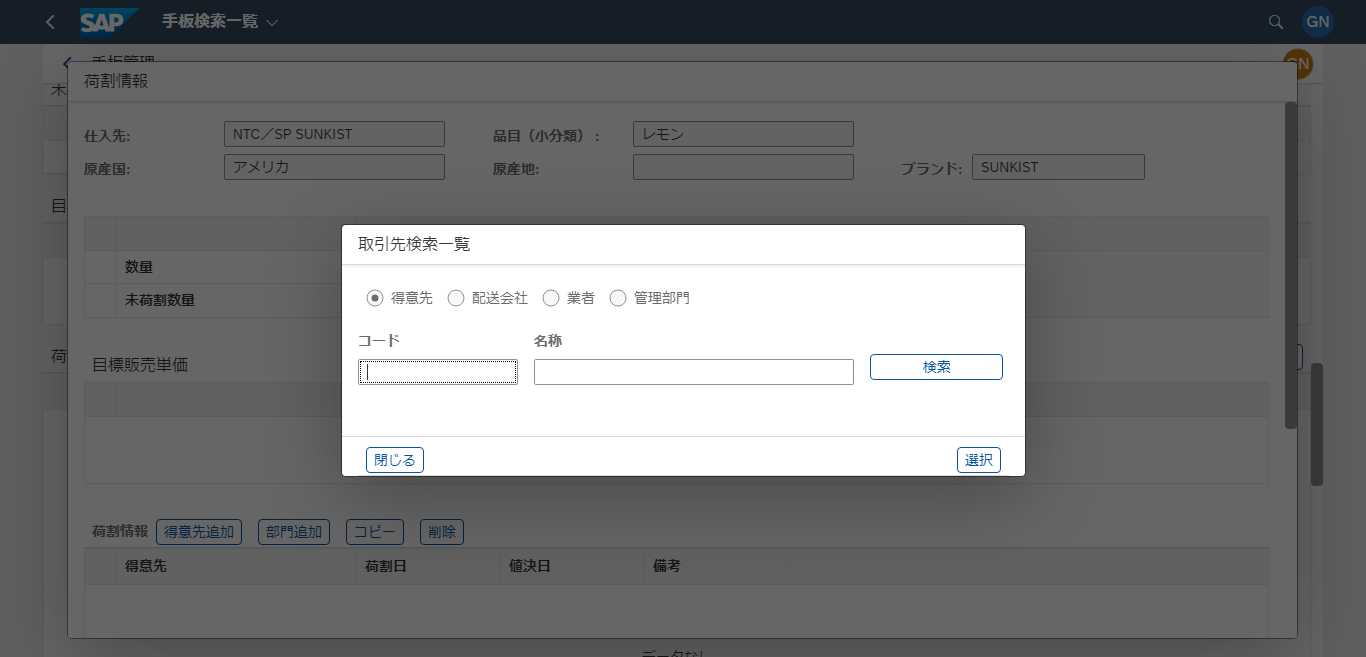 SAP 手板検索一覧 GN
手板管理 GN
荷割情報
仕入先: NTC／SP SUNKIST 品目（小分類）: レモン
原産国: アメリカ 原産地: ブランド: SUNKIST
目
取引先検索一覧
数量
得意先 配送会社 業者 管理部門
未荷割数量
コード 名称
荷
目標販売単価
検索
閉じる 選択
荷割情報 得意先追加 部門追加 コピー 削除
得意先 荷割日 値決日 備考
データなし